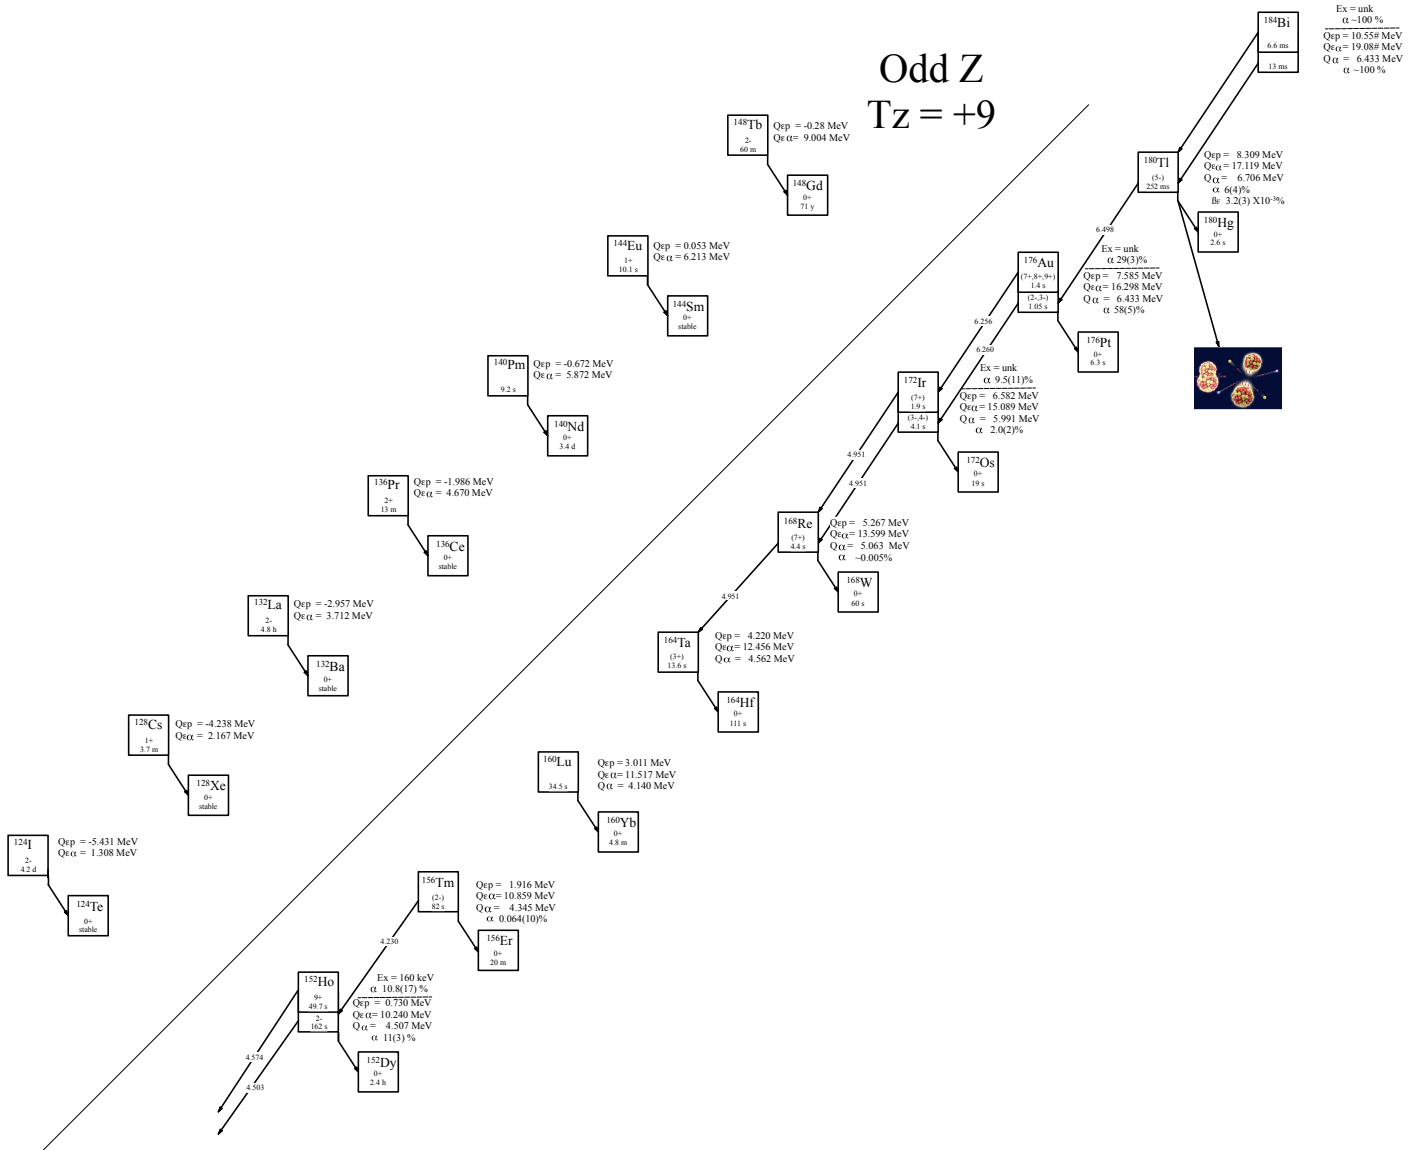 Odd Z
Tz = +9
184Bi
6.6 ms
13 ms
Ex = unk
α ~100 %
Qεp = 10.55# MeV
Qεα = 19.08# MeV
Qα = 6.433 MeV
α ~100 %
148Tb
2-
60 m
Qεp = -0.28 MeV
Qεα= 9.004 MeV
148Gd
0+
71 y
180Tl
(5-)
252 ms
Qεp = 8.309 MeV
Qεα = 17.119 MeV
Qα = 6.706 MeV
α 6(4)%
βF 3.2(3) X10-3%
180Hg
0+
2.6 s
6.498
144Eu
1+
10.1 s
Qεp = 0.053 MeV
Qεα = 6.213 MeV
144Sm
0+
stable
176Au
(7+,8+,9+)
1.4 s
(2-,3-)
1.05 s
Ex = unk
α 29(3)%
Qεp = 7.585 MeV
Qεα = 16.298 MeV
Qα = 6.433 MeV
α 58(5)%
176Pt
0+
6.3 s
6.256
6.260
140Pm
9.2 s
Qεp = -0.672 MeV
Qεα = 5.872 MeV
140Nd
0+
3.4 d
172Ir
(7+)
1.9 s
(3-,4-)
4.1 s
Ex = unk
α 9.5(11)%
Qεp = 6.582 MeV
Qεα = 15.089 MeV
Qα = 5.991 MeV
α 2.0(2)%
172Os
0+
19 s
4.951
4.951
136Pr
2+
13 m
Qεp = -1.986 MeV
Qεα = 4.670 MeV
136Ce
0+
stable
168Re
(7+)
4.4 s
Qεp = 5.267 MeV
Qεα= 13.599 MeV
Qα = 5.063 MeV
α ~0.005%
168W
0+
60 s
4.951
132La
2-
4.8 h
Qεp = -2.957 MeV
Qεα = 3.712 MeV
132Ba
0+
stable
164Ta
(3+)
13.6 s
Qεp = 4.220 MeV
Qεα= 12.456 MeV
Qα = 4.562 MeV
164Hf
0+
111 s
128Cs
1+
3.7 m
Qεp = -4.238 MeV
Qεα = 2.167 MeV
128Xe
0+
stable
160Lu
34.5 s
Qεp = 3.011 MeV
Qεα= 11.517 MeV
Qα = 4.140 MeV
160Yb
0+
4.8 m
124I
2-
4.2 d
Qεp = -5.431 MeV
Qεα = 1.308 MeV
124Te
0+
stable
156Tm
(2-)
82 s
Qεp = 1.916 MeV
Qεα= 10.859 MeV
Qα = 4.345 MeV
α 0.064(10)%
156Er
0+
20 m
4.230
152Ho
9+
49.7 s
2-
162 s
Ex = 160 keV
α 10.8(17) %
Qεp = 0.730 MeV
Qεα= 10.240 MeV
Qα = 4.507 MeV
α 11(3) %
152Dy
0+
2.4 h
4.574
4.503